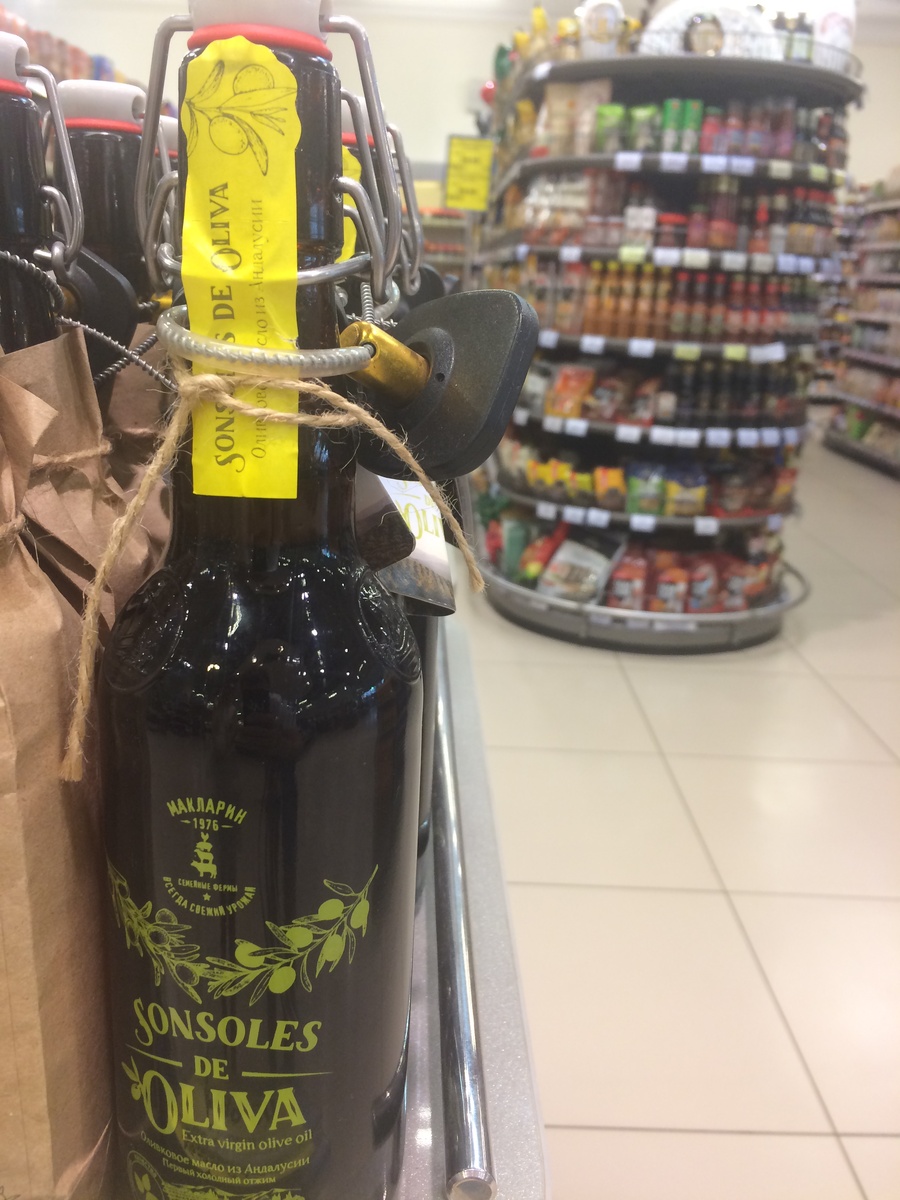 SONSOLES DE OLIVA
Оливковое масло из Андалусии
МАКЛАРИН
1976
СЕМЕЙНЫЕ ФЕРМЫ
ВСЕГДА СВЕЖИЙ УРОЖАЙ
SONSOLES
DE
OLIVA
Extra virgin olive oil
Оливковое масло из Андалусии
Первый холодный отжим